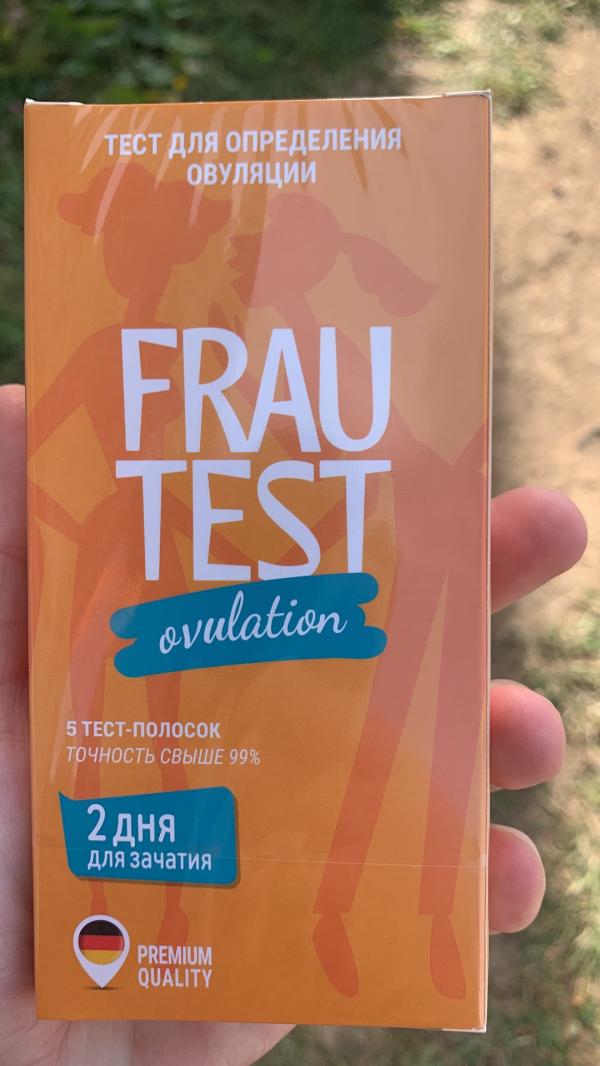 ТЕСТ ДЛЯ ОПРЕДЕЛЕНИЯ
ОВУЛЯЦИИ
FRAU
TEST
ovulation
5 ТЕСТ-ПОЛОСОК
ТОЧНОСТЬ СВЫШЕ 99%
2 ДНЯ
для зачатия
PREMIUM
QUALITY